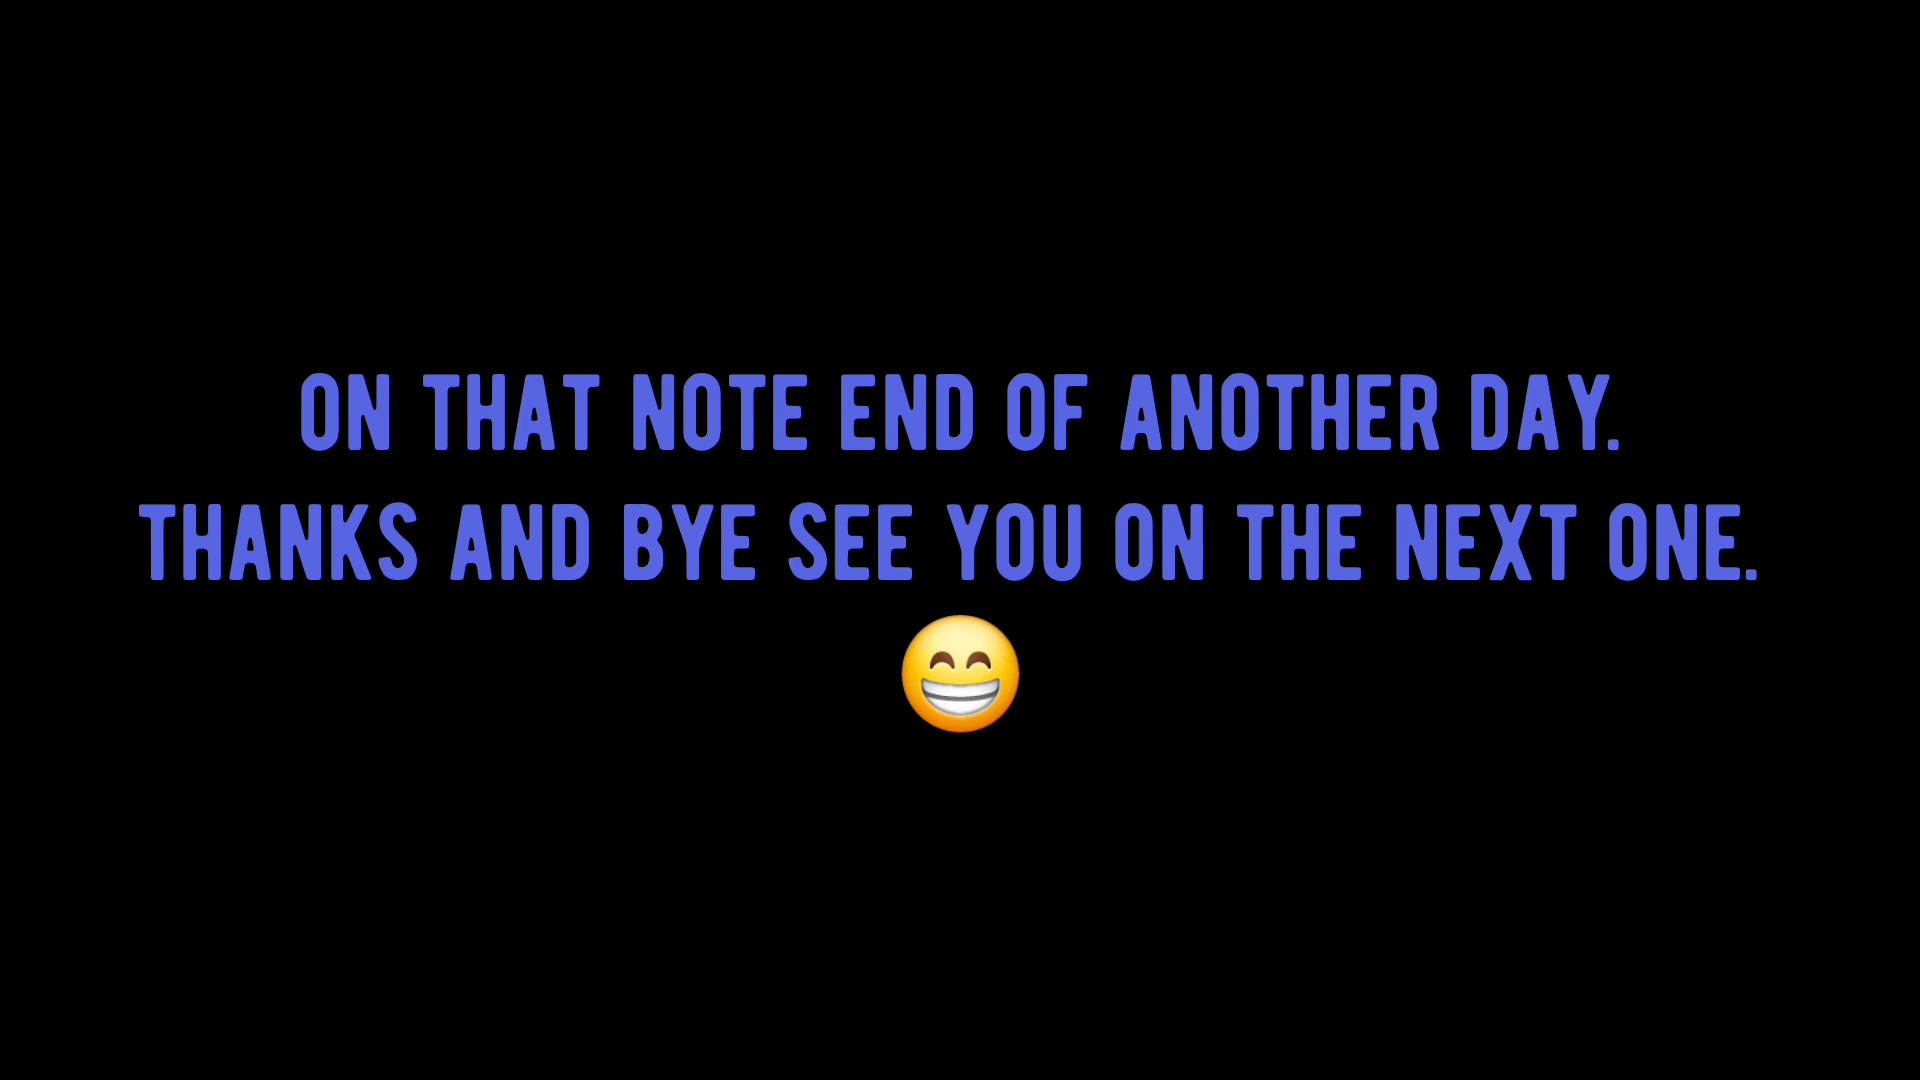 ON THAT NOTE END OF ANOTHER DAY.
THANKS AND BYE SEE YOU ON THE NEXT ONE.
😁